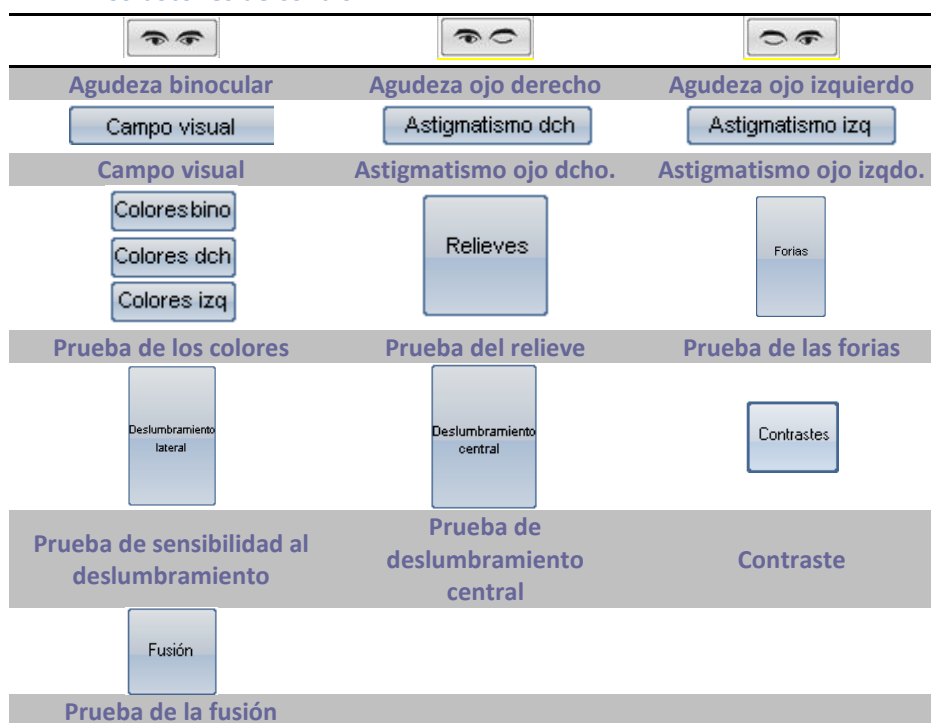 Agudeza binocular Agudeza ojo derecho Agudeza ojo izquierdo
Campo visual Astigmatismo dch Astigmatismo izq
Campo visual Astigmatismo ojo dcho. Astigmatismo ojo izqdo.
Colores bino
Colores dch
Colores izq
Relieves
Forias
Prueba de los colores Prueba del relieve Prueba de las forias
Deslumbramiento
lateral
Deslumbramiento
central
Contrastes
Prueba de sensibilidad al
deslumbramiento
Prueba de
deslumbramiento
central
Contraste
Fusión
Prueba de la fusión